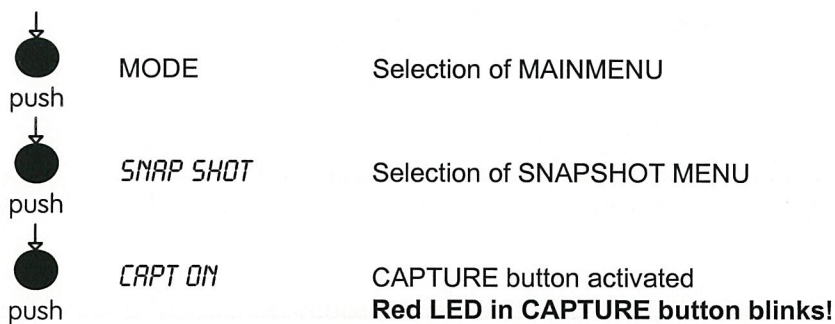 MODE Selection of MAINMENU
push
SNAP SHOT Selection of SNAPSHOT MENU
push
CAPT ON CAPTURE button activated
push Red LED in CAPTURE button blinks!